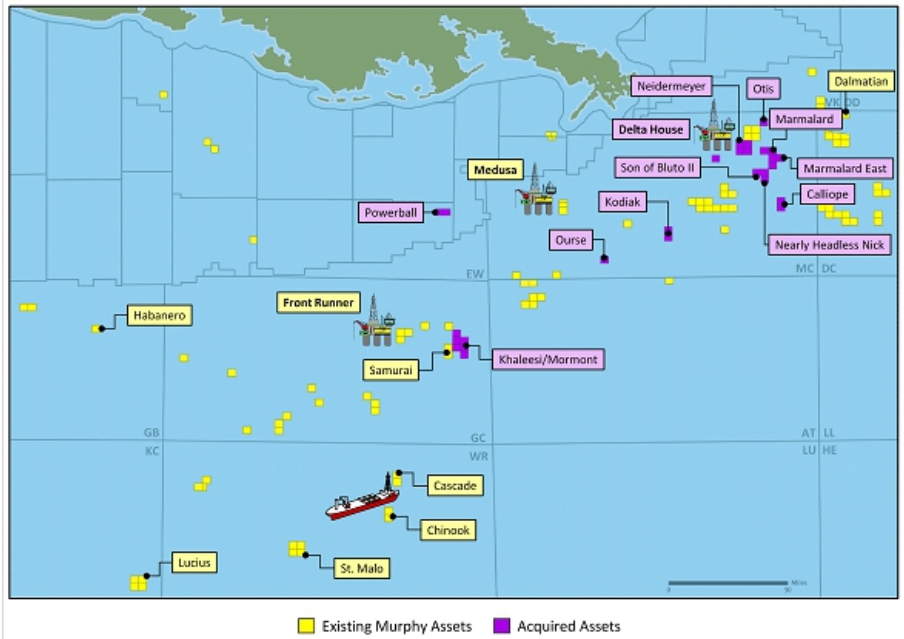 Dalmatian
Neidermeyer
Otis
VK DD
Marmalard
Delta House
Son of Bluto II
Marmalard East
Medusa
Calliope
Kodiak
Powerball
Ourse
Nearly Headless Nick
EW
MC DC
Front Runner
Habanero
Khaleesi/Mormont
Samurai
GB
GC
AT LL
KC
WR
LU HE
Cascade
Chinook
Lucius
St. Malo
Miles
0 50
Existing Murphy Assets
Acquired Assets